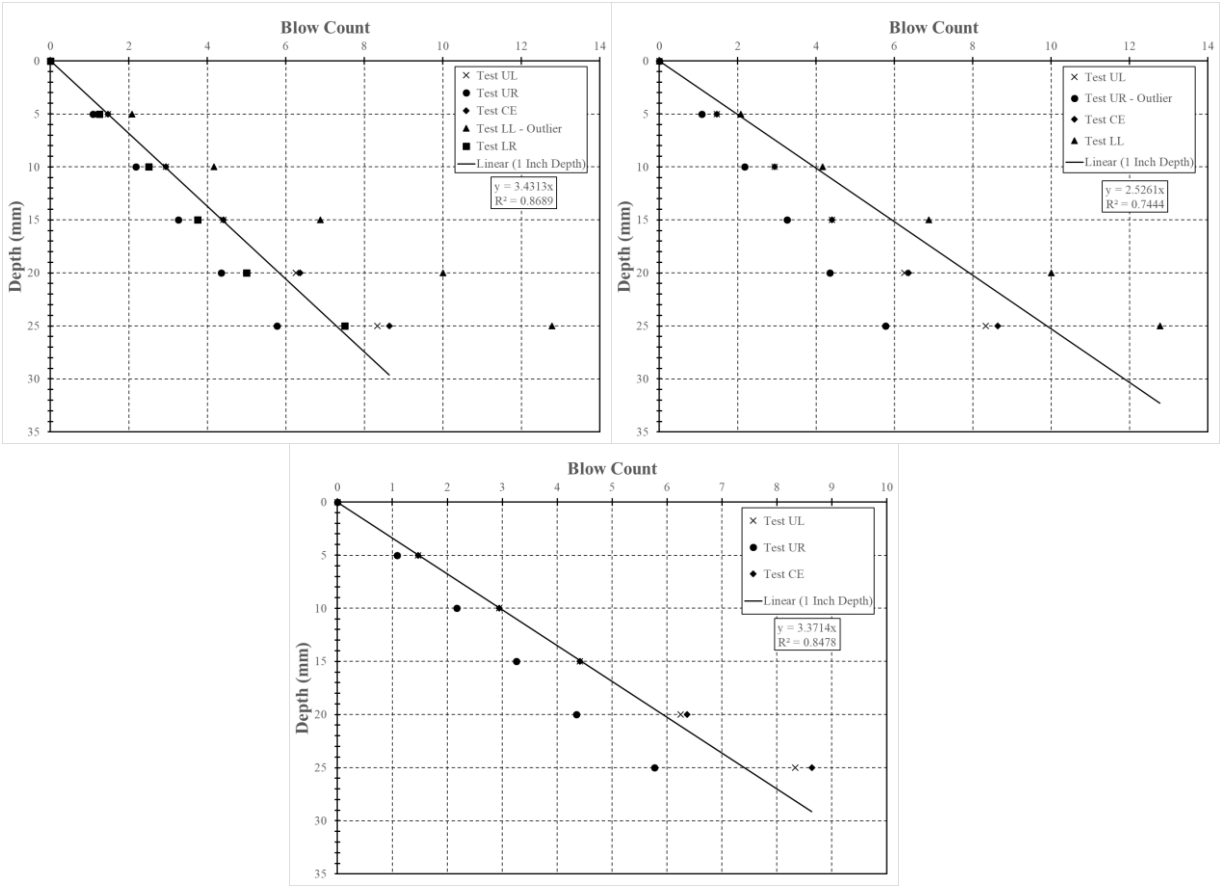 Blow Count
0 2 4 6 8 10 12 14
0
5
10
15
20
25
30
35
Depth (mm)
Test UL
Test UR
Test CE
Test LL - Outlier
Test LR
Linear (1 Inch Depth)
y = 3.4313x
R² = 0.8689
Blow Count
0 2 4 6 8 10 12 14
0
5
10
15
20
25
30
35
Depth (mm)
Test UL
Test UR - Outlier
Test CE
Test LL
Linear (1 Inch Depth)
y = 2.5261x
R² = 0.7444
Blow Count
0 1 2 3 4 5 6 7 8 9 10
0
5
10
15
20
25
30
35
Depth (mm)
Test UL
Test UR
Test CE
Linear (1 Inch Depth)
y = 3.3714x
R² = 0.8478